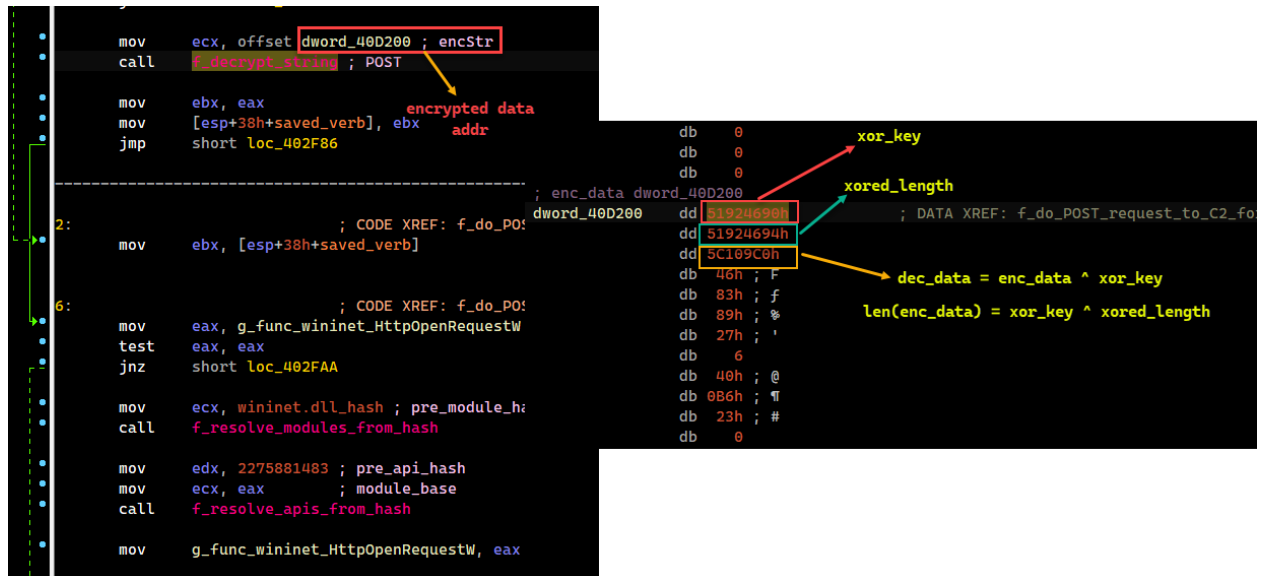 mov ecx, offset dword_40D200 ; encStr
call f_decrypt_string ; POST
mov ebx, eax
mov [esp+38h+saved_verb], ebx
jmp short loc_402F86
encrypted data
addr
2: ; CODE XREF: f_do_POS
mov ebx, [esp+38h+saved_verb]
6: ; CODE XREF: f_do_POS
mov eax, g_func_wininet_HttpOpenRequestW
test eax, eax
jnz short loc_402FAA
mov ecx, wininet.dll_hash ; pre_module_ha
call f_resolve_modules_from_hash
mov edx, 2275881483 ; pre_api_hash
mov ecx, eax ; module_base
call f_resolve_apis_from_hash
mov g_func_wininet_HttpOpenRequestW, eax
db 0
db 0
db 0
xor_key
xored_length
; enc_data dword_40D200
dword_40D200 dd 51924690h ; DATA XREF: f_do_POST_request_to_C2_fo
dd 51924694h
dd 5C109C0h
db 46h ; F
db 83h ; ƒ
db 89h ; ‰
db 27h ; '
db 6
db 40h ; @
db 0B6h ; ¶
db 23h ; #
db 0
dec_data = enc_data ^ xor_key
len(enc_data) = xor_key ^ xored_length